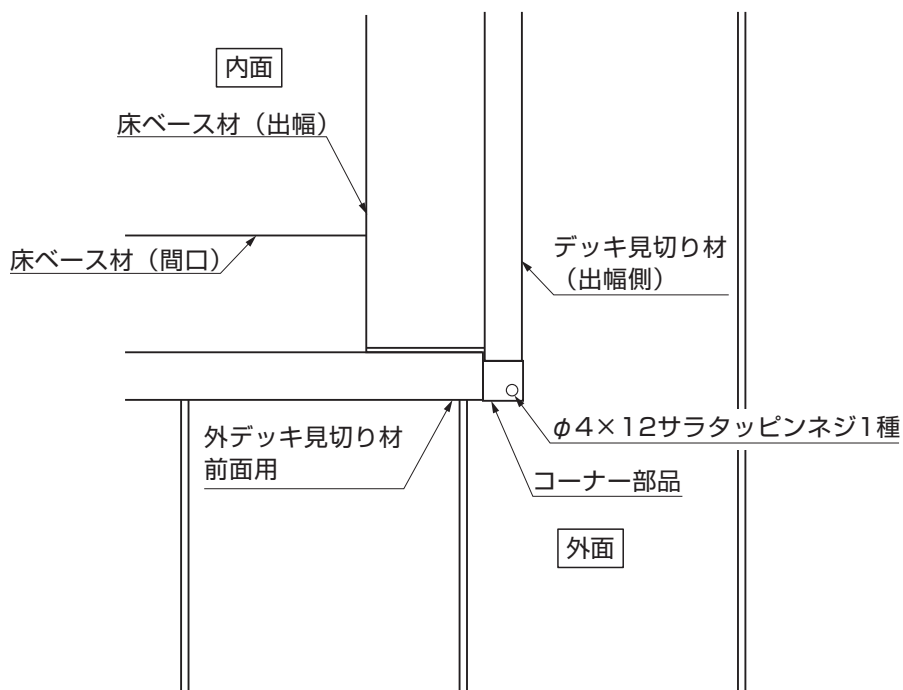 内面
床ベース材（出幅）
床ベース材（間口）
デッキ見切り材
（出幅側）
φ4×12サラタッピンネジ1種
外デッキ見切り材
前面用
コーナー部品
外面